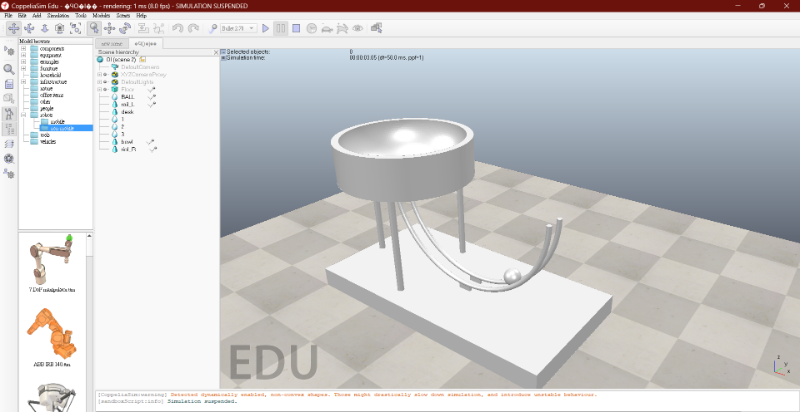 CoppeliaSim Edu - rendering: 1 ms (8.0 fps) - SIMULATION SUSPENDED
File Edit Add Simulation Tools Modules Scenes Help
Bullet 2.78
Model browser
components
equipment
examples
furniture
household
infrastructure
nature
office items
other
people
robots
mobile
non-mobile
tools
vehicles
7 DoF manipulator.ttm
ABB IRB 140.ttm
Scene hierarchy
(scene 2)
DefaultCamera
XYZCameraProxy
DefaultLights
Floor
BALL
rail_L
desk
1
2
3
bowl
Selected objects: 0
Simulation time: 00:00:03.05 (dt=50.0 ms, ppf=1)
EDU
z
y
x
[CoppeliaSim:warning] Detected dynamically enabled, non-convex shapes. Those might drastically slow down simulation, and introduce unstable behaviour.
[sandboxScript:info] Simulation suspended.